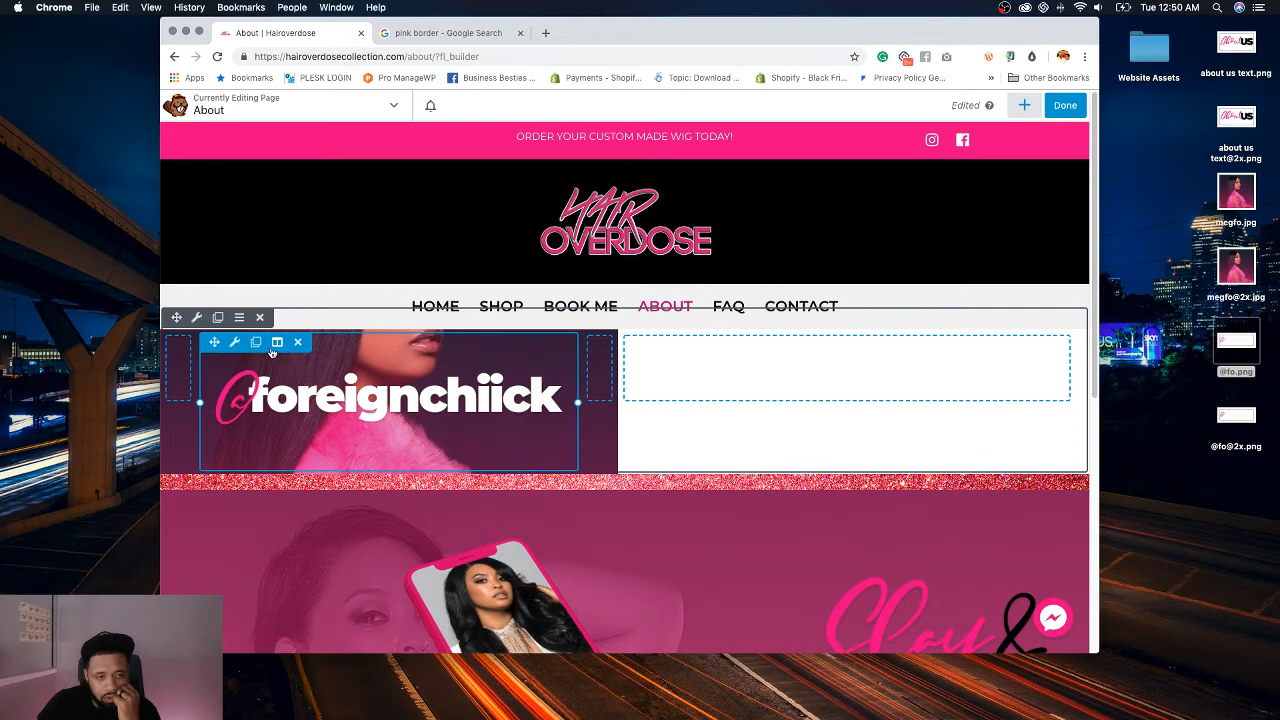 Chrome File Edit View History Bookmarks People Window Help
Tue 12:50 AM
About | Hairoverdose
pink border - Google Search
https://hairoverdosecollection.com/about/?fl_builder
Apps Bookmarks PLESK LOGIN Pro ManageWP Business Besties ... Payments - Shopif... Topic: Download ... Shopify - Black Fri... Privacy Policy Ge... » Other Bookmarks
Currently Editing Page
About
Edited
Done
ORDER YOUR CUSTOM MADE WIG TODAY!
HAIR
OVERDOSE
HOME SHOP BOOK ME ABOUT FAQ CONTACT
@foreignchiick
Slay &
Website Assets
about us text.png
about us
text@2x.png
megfo.jpg
megfo@2x.jpg
@fo.png
@fo@2x.png